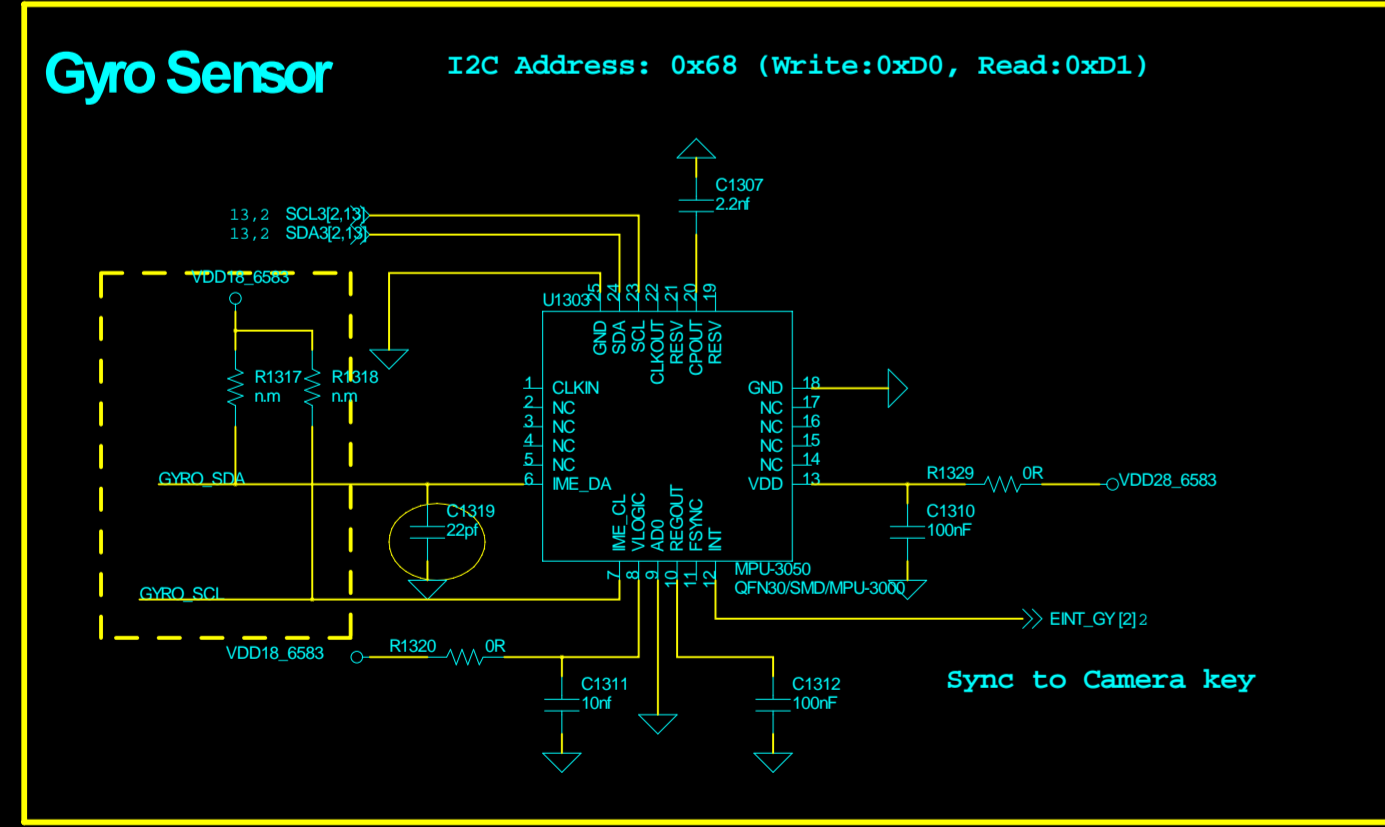 Gyro Sensor
I2C Address: 0x68 (Write:0xD0, Read:0xD1)
C1307
2.2nf
13,2 SCL3[2,13]
13,2 SDA3[2,13]
VDD18_6583
U1303
25 24 23 22 21 20 19
GND SDA SCL CLKOUT RESV CPOUT RESV
R1317
n.m
R1318
n.m
1 CLKIN
2 NC
3 NC
4 NC
5 NC
6 IME_DA
GND 18
NC 17
NC 16
NC 15
NC 14
VDD 13
GYRO_SDA
R1329 0R
VDD28_6583
C1319
22pf
C1310
100nF
IME_CL VLOGIC AD0 REGOUT FSYNC INT
7 8 9 10 11 12
MPU-3050
QFN30/SMD/MPU-3000
GYRO_SCL
EINT_GY [2] 2
VDD18_6583
R1320 0R
C1311
10nf
C1312
100nF
Sync to Camera key